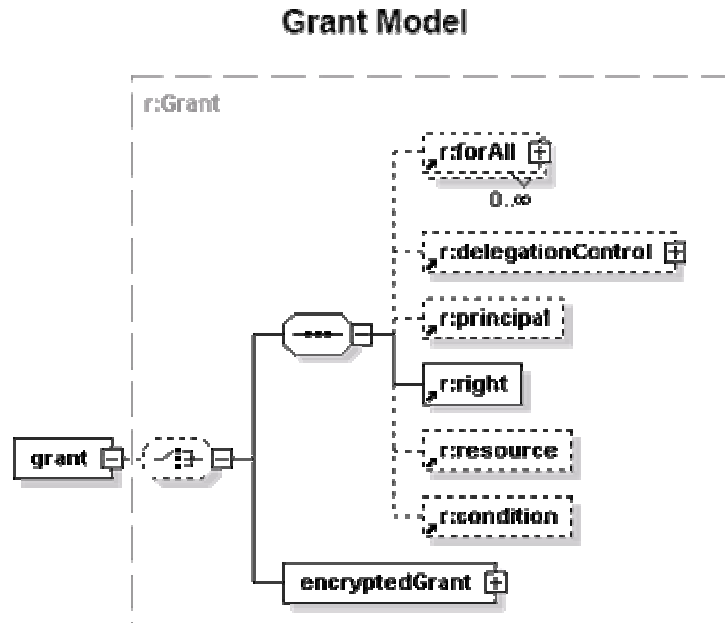 Grant Model
r:Grant
r:forAll
0..∞
r:delegationControl
r:principal
r:right
grant
r:resource
r:condition
encryptedGrant